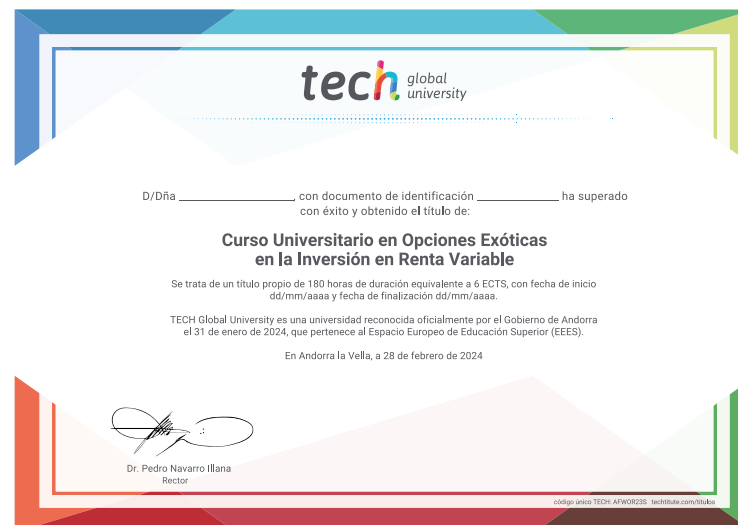 tech global university
D/Dña ____________________, con documento de identificación ______________ ha superado
con éxito y obtenido el título de:
Curso Universitario en Opciones Exóticas
en la Inversión en Renta Variable
Se trata de un título propio de 180 horas de duración equivalente a 6 ECTS, con fecha de inicio
dd/mm/aaaa y fecha de finalización dd/mm/aaaa.
TECH Global University es una universidad reconocida oficialmente por el Gobierno de Andorra
el 31 de enero de 2024, que pertenece al Espacio Europeo de Educación Superior (EEES).
En Andorra la Vella, a 28 de febrero de 2024
Dr. Pedro Navarro Illana
Rector
código único TECH: AFWOR23S techtitute.com/titulos